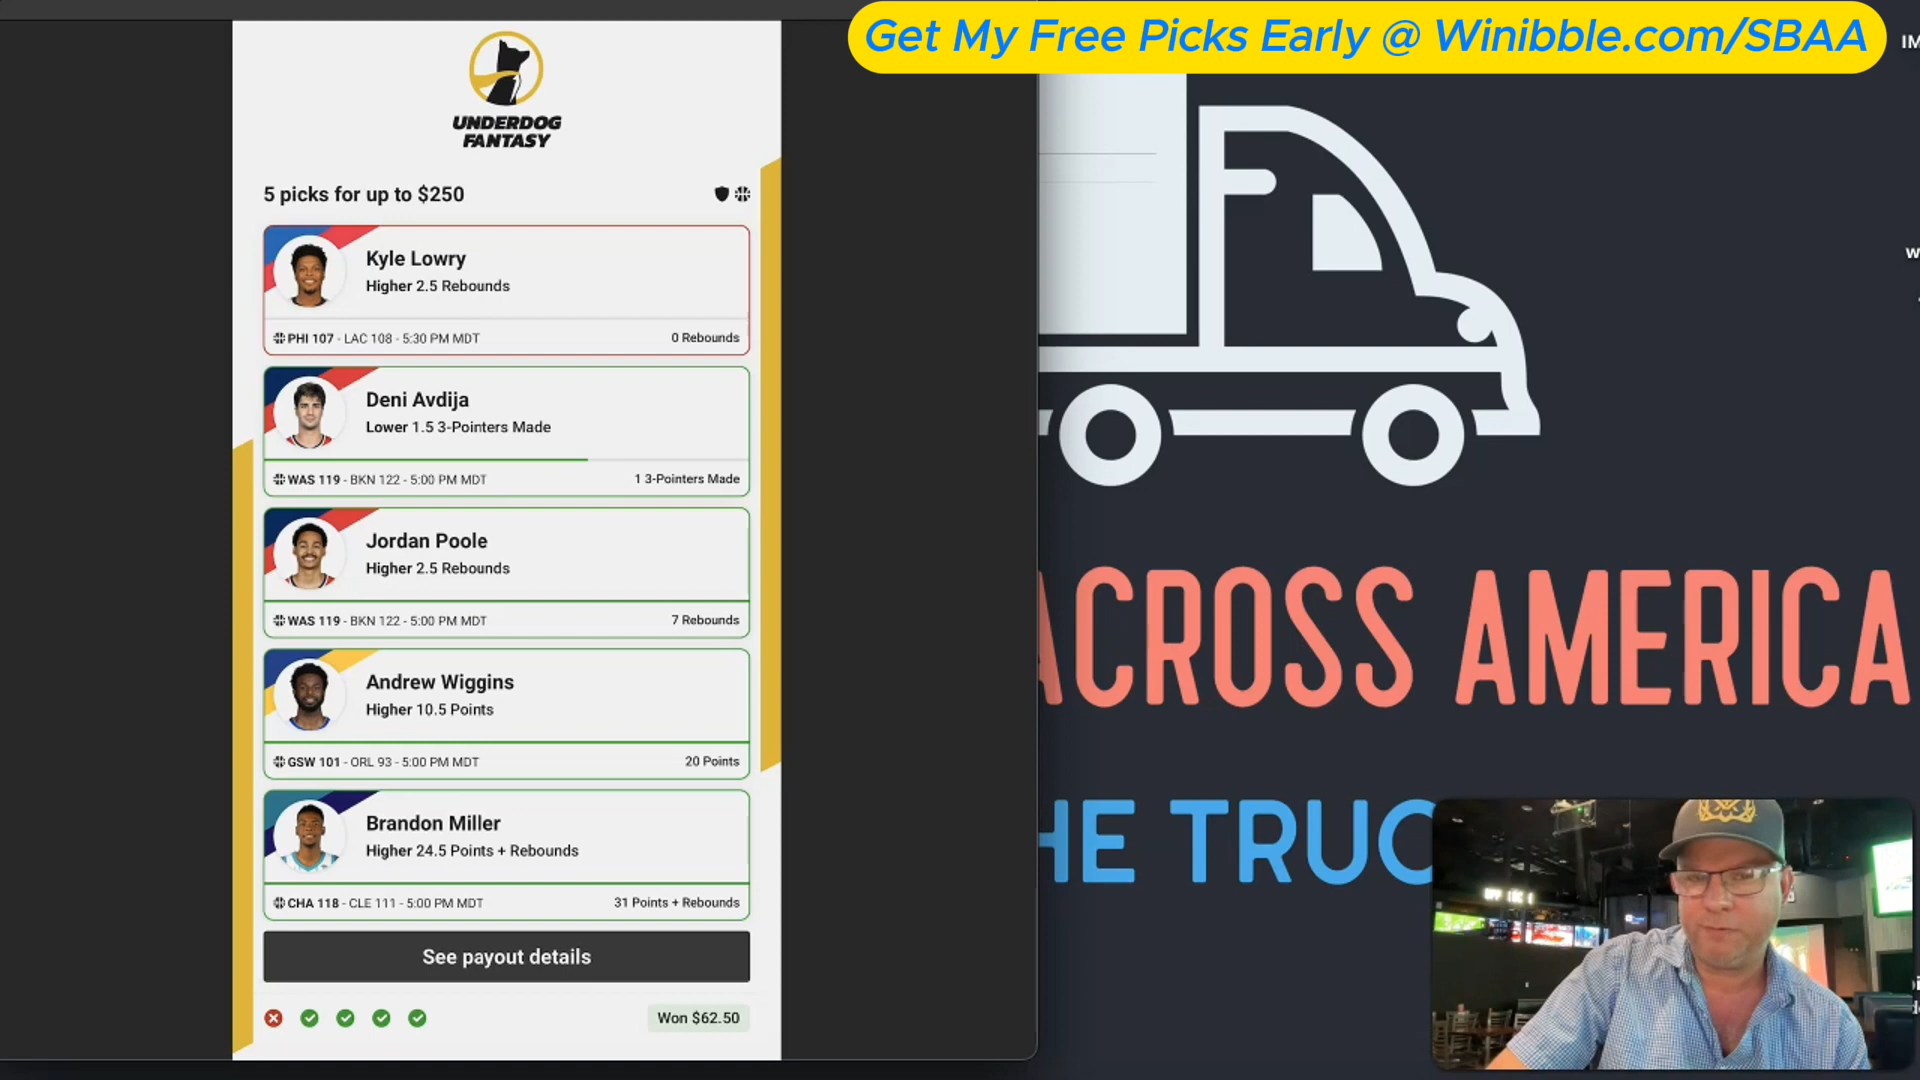 Get My Free Picks Early @ Winibble.com/SBAA
IM
UNDERDOG
FANTASY
5 picks for up to $250
Kyle Lowry
Higher 2.5 Rebounds
PHI 107 - LAC 108 - 5:30 PM MDT
0 Rebounds
Deni Avdija
Lower 1.5 3-Pointers Made
WAS 119 - BKN 122 - 5:00 PM MDT
1 3-Pointers Made
Jordan Poole
Higher 2.5 Rebounds
WAS 119 - BKN 122 - 5:00 PM MDT
7 Rebounds
Andrew Wiggins
Higher 10.5 Points
GSW 101 - ORL 93 - 5:00 PM MDT
20 Points
Brandon Miller
Higher 24.5 Points + Rebounds
CHA 118 - CLE 111 - 5:00 PM MDT
31 Points + Rebounds
See payout details
Won $62.50
ACROSS AMERICA
HE TRUC